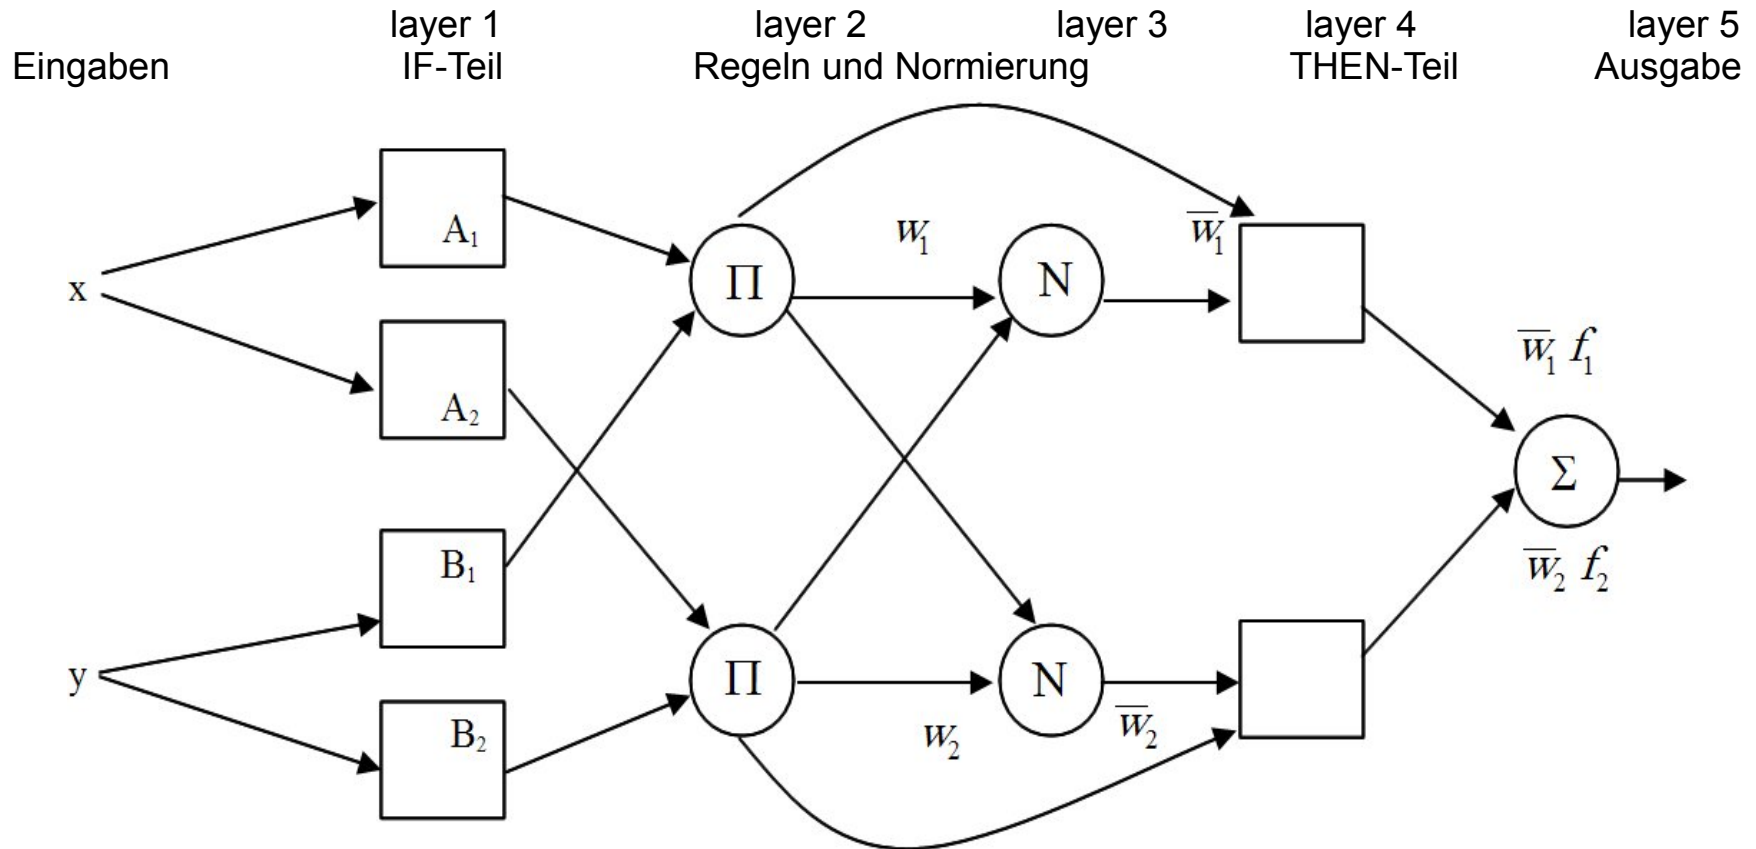 layer 1 layer 2 layer 3 layer 4 layer 5
Eingaben IF-Teil Regeln und Normierung THEN-Teil Ausgabe
A₁
x
A₂
B₁
y
B₂
Π
Π
w₁
w₂
N
N
w̅₁
w̅₂
w̅₁ f₁
Σ
w̅₂ f₂